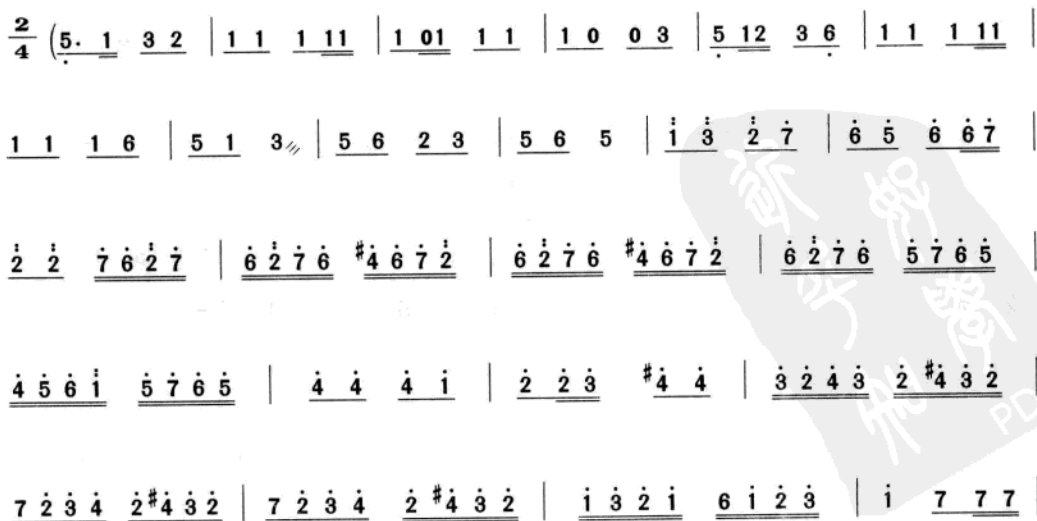 2/4 (5· 1 3 2 | 1 1 1 11 | 1 01 1 1 | 1 0 0 3 | 5 12 3 6 | 1 1 1 11 |
1 1 1 6 | 5 1 3 | 5 6 2 3 | 5 6 5 | 1 3 2 7 | 6 5 6 67 |
2 2 7 6 2 7 | 6 2 7 6 #4 6 7 2 | 6 2 7 6 #4 6 7 2 | 6 2 7 6 5 7 6 5 |
4 5 6 1 5 7 6 5 | 4 4 4 1 | 2 2 3 #4 4 | 3 2 4 3 2 #4 3 2 |
7 2 3 4 2 #4 3 2 | 7 2 3 4 2 #4 3 2 | 1 3 2 1 6 1 2 3 | 1 7 7 7 |
PD